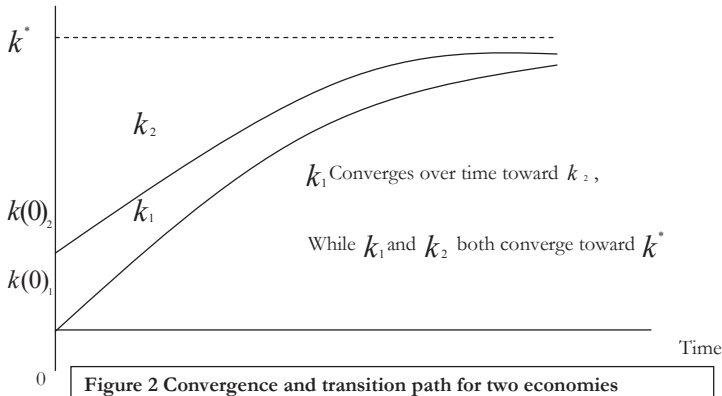 k*
k₂
k(0)₂
k₁
k₁ Converges over time toward k₂,
While k₁ and k₂ both converge toward k*
k(0)₁
Time
0
Figure 2 Convergence and transition path for two economies